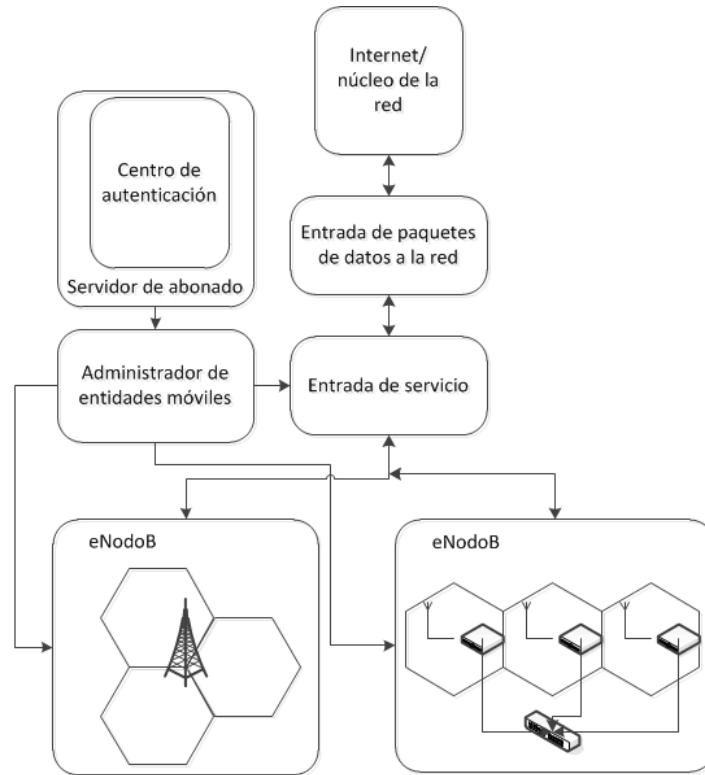 Internet/
núcleo de la
red
Centro de
autenticación
Servidor de abonado
Entrada de paquetes
de datos a la red
Administrador de
entidades móviles
Entrada de servicio
eNodoB
eNodoB